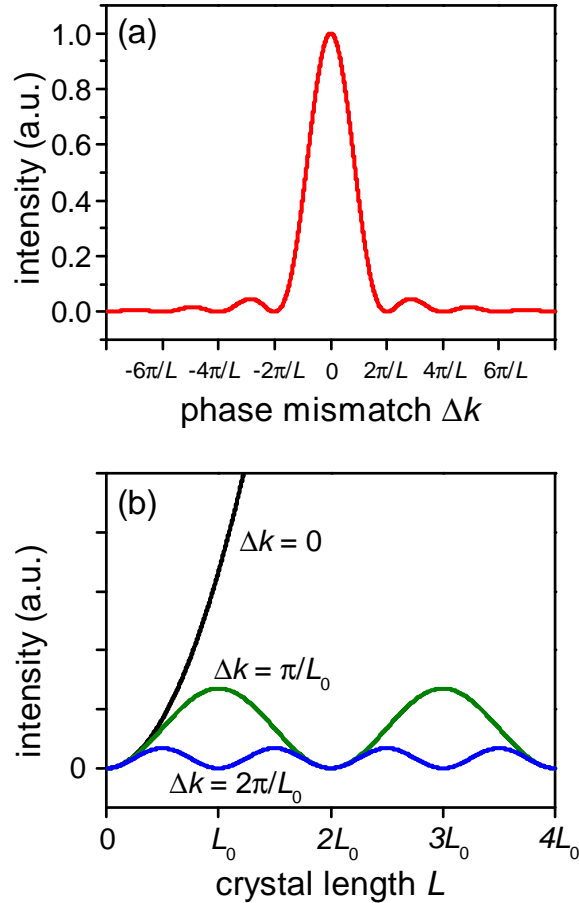 (a)
intensity (a.u.)
1.0
0.8
0.6
0.4
0.2
0.0
-6π/L -4π/L -2π/L 0 2π/L 4π/L 6π/L
phase mismatch Δk
(b)
intensity (a.u.)
Δk = 0
Δk = π/L₀
0
Δk = 2π/L₀
0 L₀ 2L₀ 3L₀ 4L₀
crystal length L